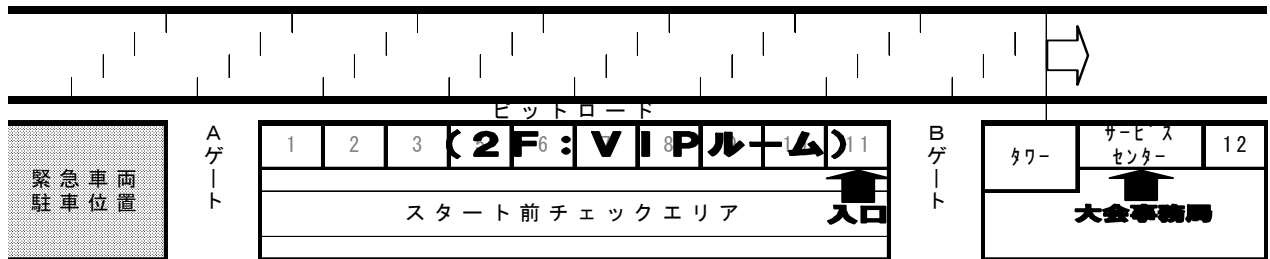 ピットロード
Aゲート
1
2
3
6
8
11
(2F:VIPルーム)
Bゲート
タワー
サービス
センター
12
緊急車両
駐車位置
スタート前チェックエリア
入口
大会事務局